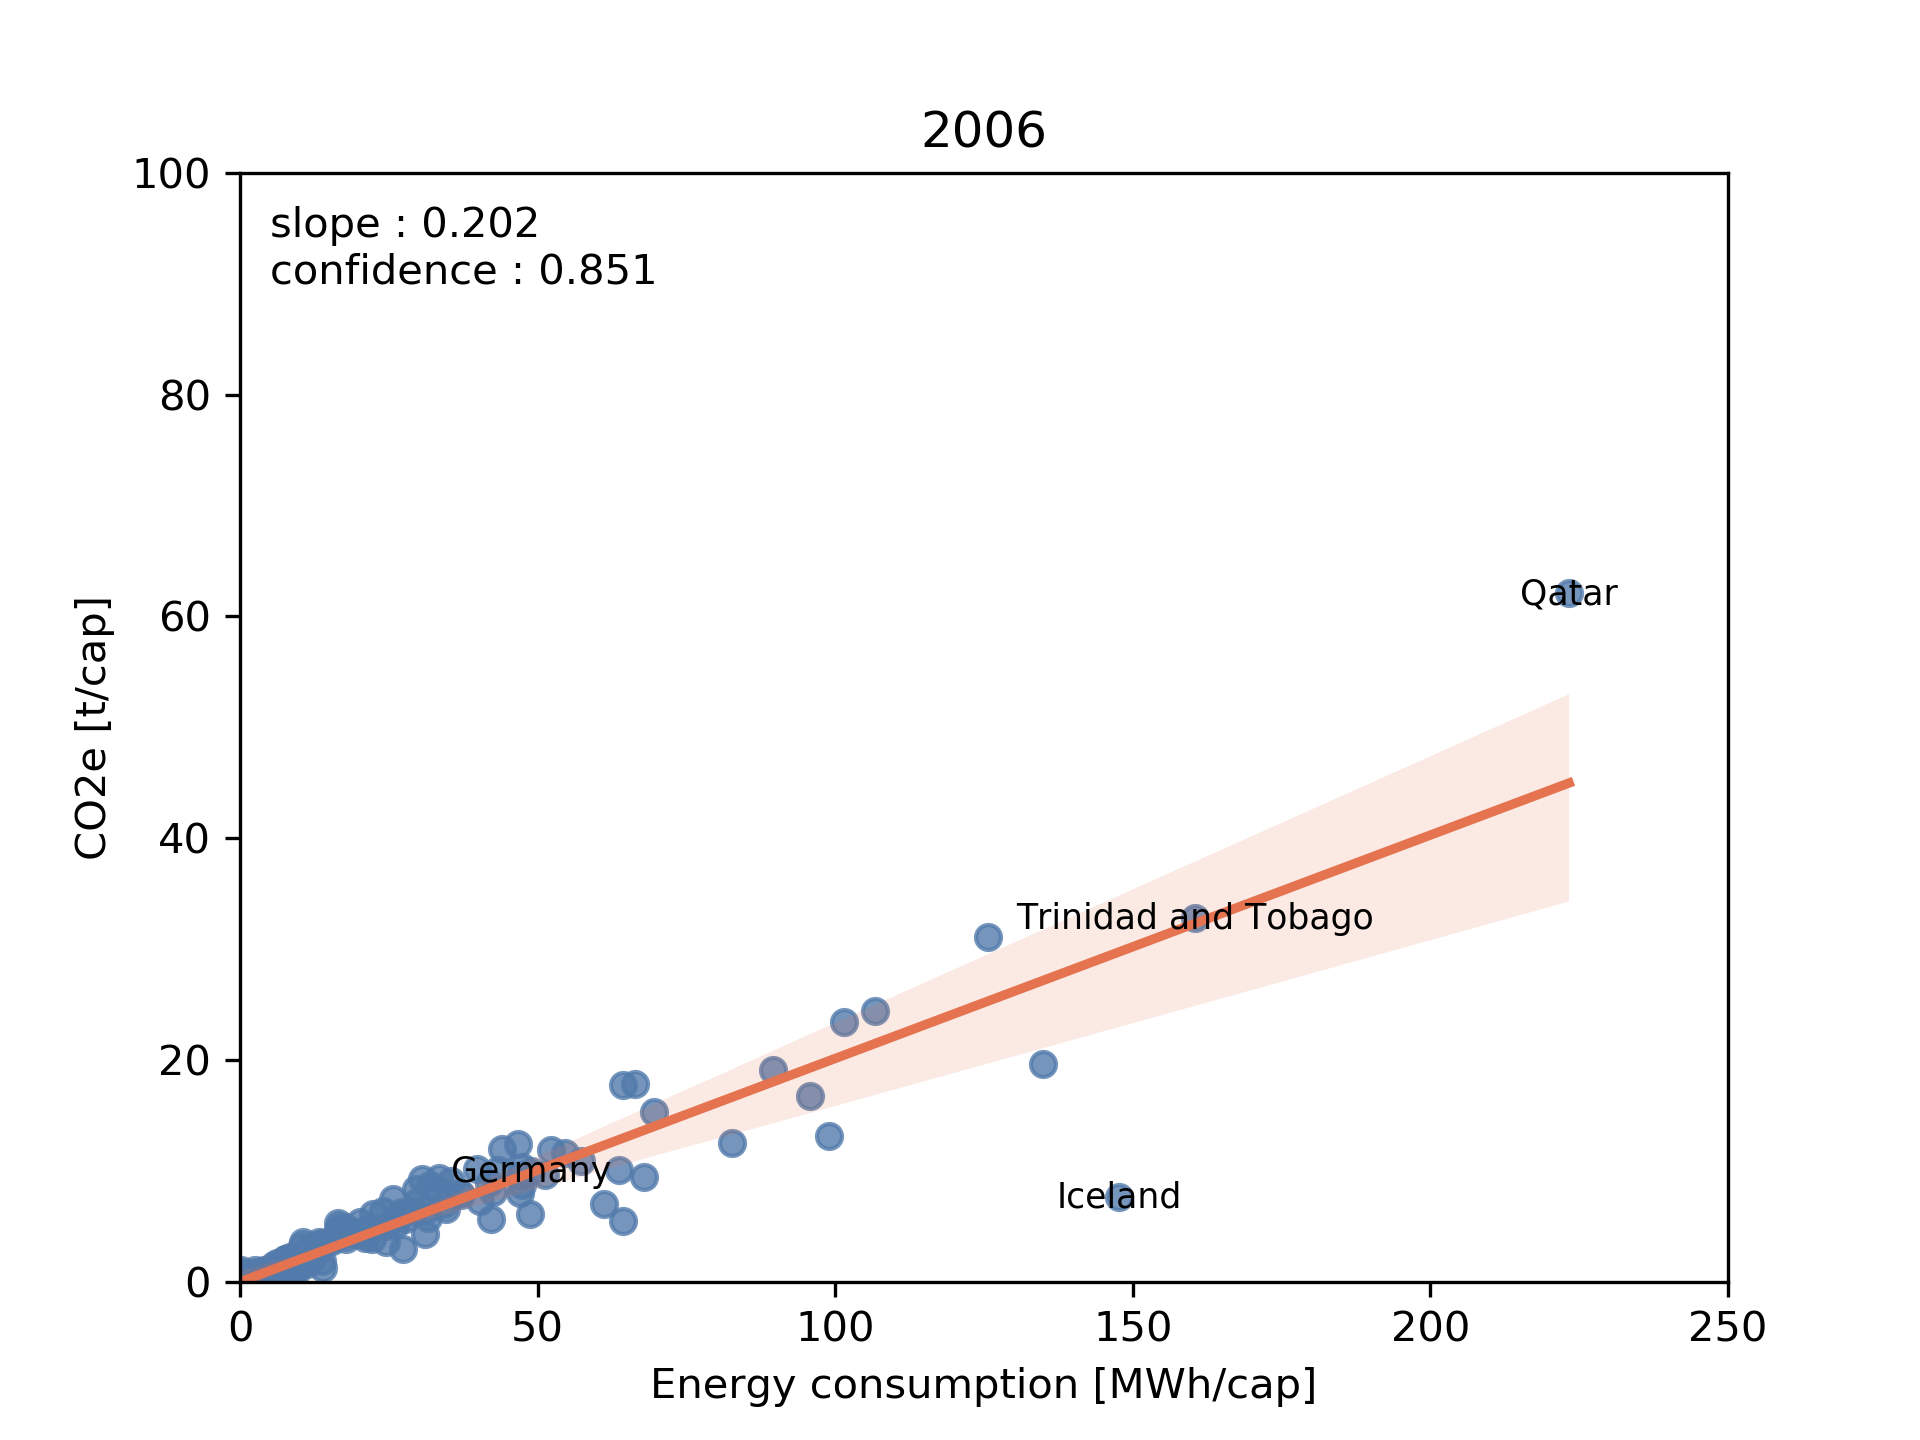 2006
100
80
60
40
20
0
slope : 0.202
confidence : 0.851
CO2e [t/cap]
Qatar
Trinidad and Tobago
Germany
Iceland
0 50 100 150 200 250
Energy consumption [MWh/cap]